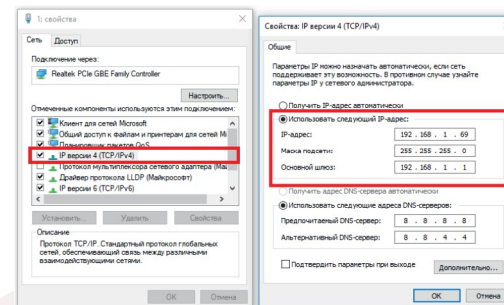 1: свойства
Сеть Доступ
Подключение через:
Realtek PCIe GBE Family Controller
Настроить...
Отмеченные компоненты используются этим подключением:
Клиент для сетей Microsoft
Общий доступ к файлам и принтерам для сетей Mi
Планировщик пакетов QoS
IP версии 4 (TCP/IPv4)
Протокол мультиплексора сетевого адаптера (Ма
Драйвер протокола LLDP (Майкрософт)
IP версии 6 (TCP/IPv6)
Установить... Удалить Свойства
Описание
Протокол TCP/IP. Стандартный протокол глобальных
сетей, обеспечивающий связь между различными
взаимодействующими сетями.
ОК Отмена
Свойства: IP версии 4 (TCP/IPv4)
Общие
Параметры IP можно назначать автоматически, если сеть
поддерживает эту возможность. В противном случае узнайте
параметры IP у сетевого администратора.
Получить IP-адрес автоматически
Использовать следующий IP-адрес:
IP-адрес: 192 . 168 . 1 . 69
Маска подсети: 255 . 255 . 255 . 0
Основной шлюз: 192 . 168 . 1 . 1
Получить адрес DNS-сервера автоматически
Использовать следующие адреса DNS-серверов:
Предпочитаемый DNS-сервер: 8 . 8 . 8 . 8
Альтернативный DNS-сервер: 8 . 8 . 4 . 4
Подтвердить параметры при выходе
Дополнительно...
ОК Отмена